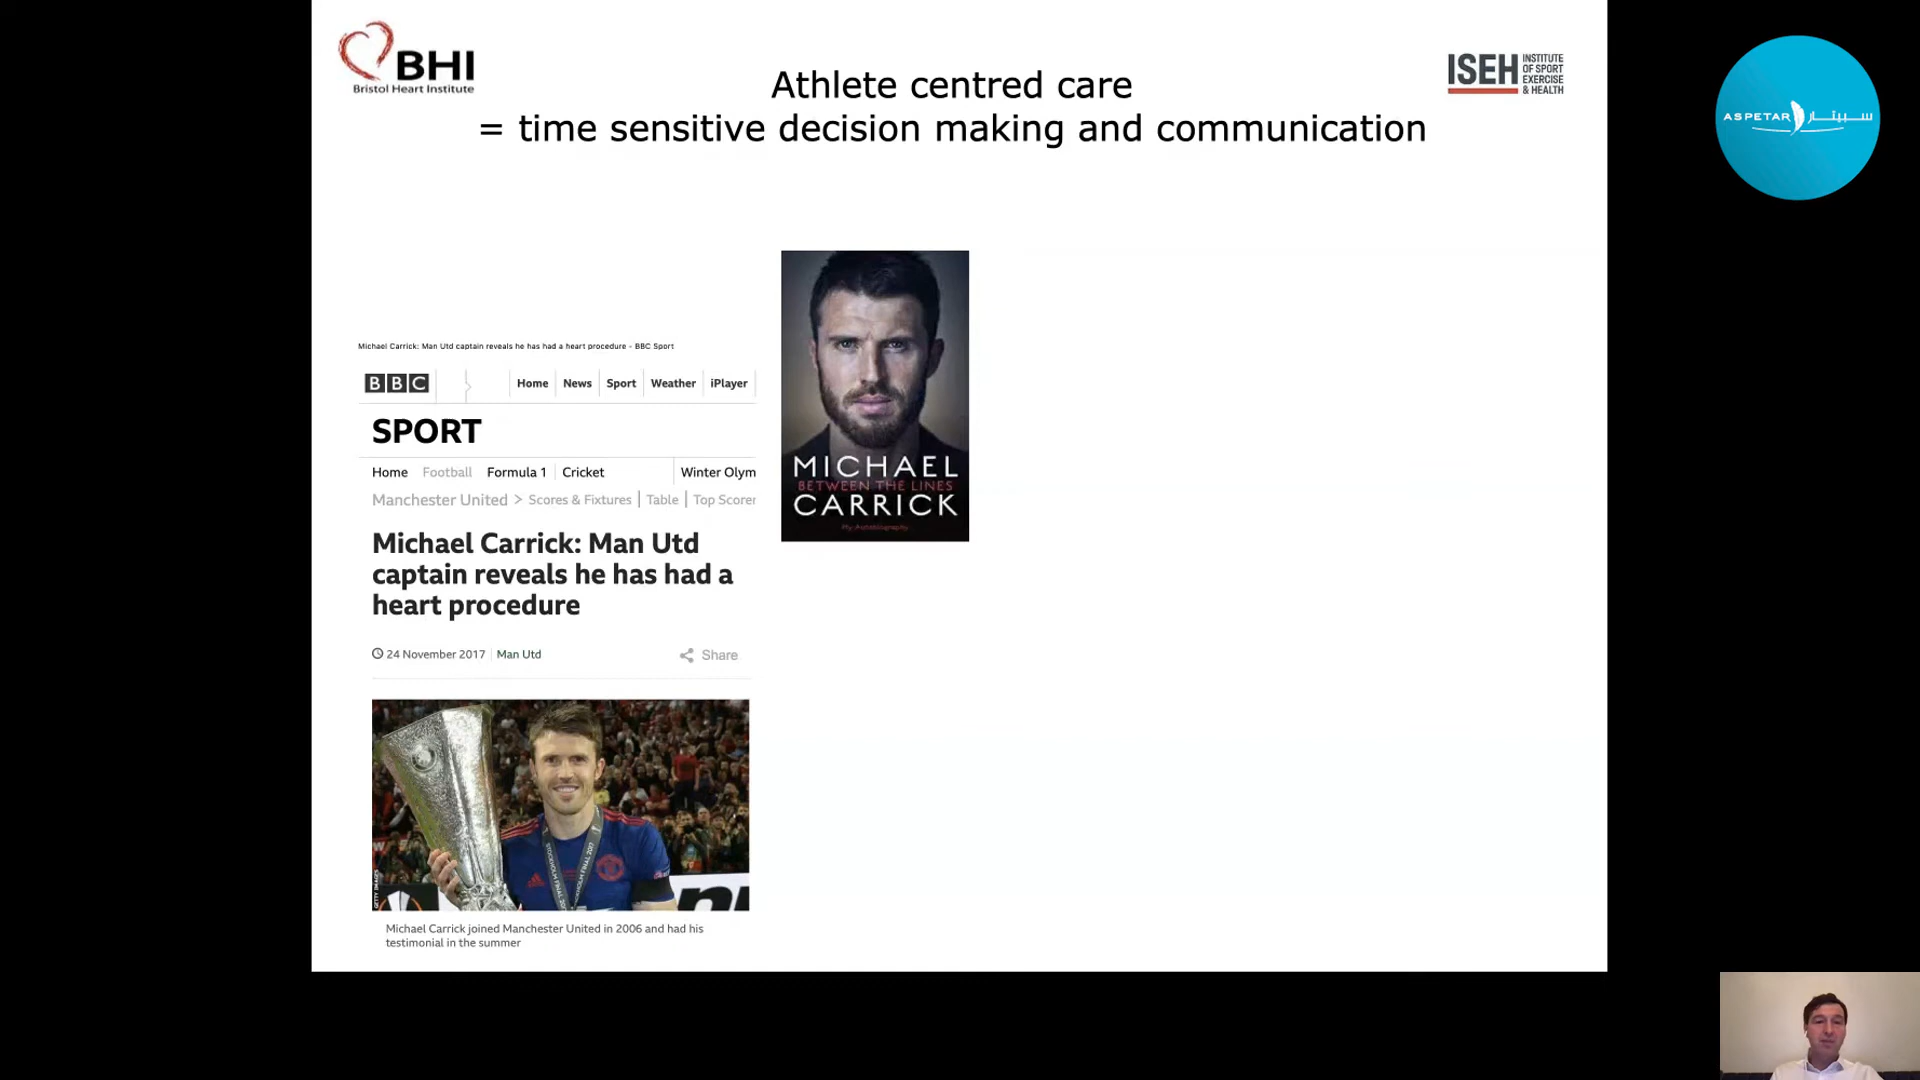 BHI
Bristol Heart Institute
Athlete centred care
= time sensitive decision making and communication
ISEH INSTITUTE
OF SPORT
EXERCISE
& HEALTH
ASPETAR سبيتار
Michael Carrick: Man Utd captain reveals he has had a heart procedure - BBC Sport
BBC
Home News Sport Weather iPlayer
SPORT
Home Football Formula 1 Cricket Winter Olym
Manchester United > Scores & Fixtures Table Top Scorer
Michael Carrick: Man Utd
captain reveals he has had a
heart procedure
24 November 2017 Man Utd
Share
GETTY IMAGES
Michael Carrick joined Manchester United in 2006 and had his
testimonial in the summer
MICHAEL
BETWEEN THE LINES
CARRICK
My Autobiography